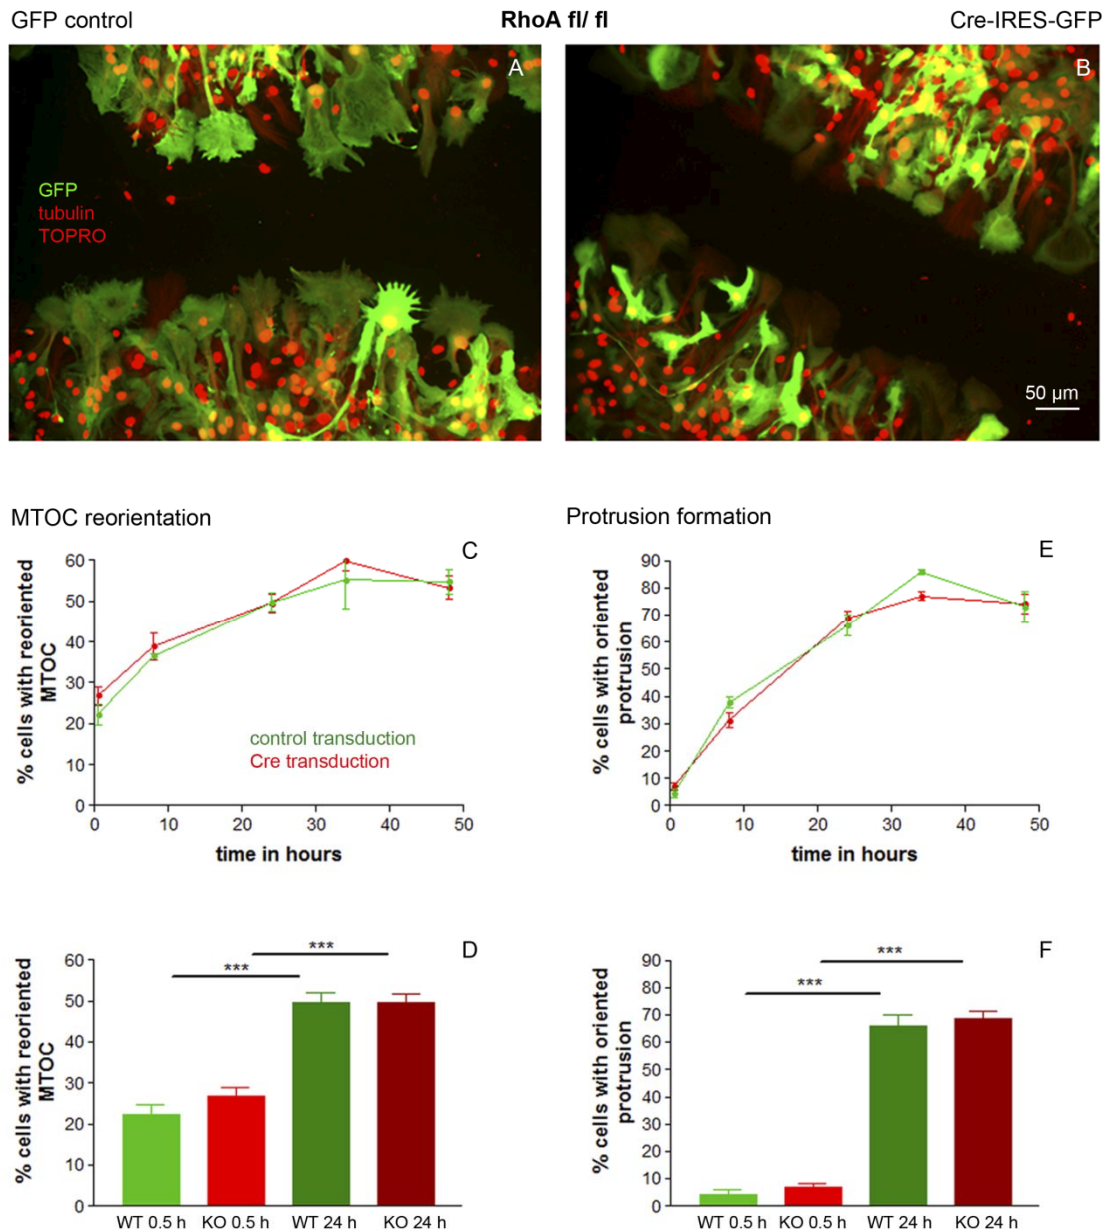 GFP control
RhoA fl/ fl
Cre-IRES-GFP
A
B
GFP
tubulin
TOPRO
50 µm
MTOC reorientation
Protrusion formation
C
% cells with reoriented
MTOC
60
50
40
30
20
10
0
control transduction
Cre transduction
0
10
20
30
40
50
time in hours
E
% cells with oriented
protrusion
90
80
70
60
50
40
30
20
10
0
0
10
20
30
40
50
time in hours
D
% cells with reoriented
MTOC
60
50
40
30
20
10
0
***
***
WT 0.5 h
KO 0.5 h
WT 24 h
KO 24 h
F
% cells with oriented
protrusion
90
80
70
60
50
40
30
20
10
0
***
***
WT 0.5 h
KO 0.5 h
WT 24 h
KO 24 h